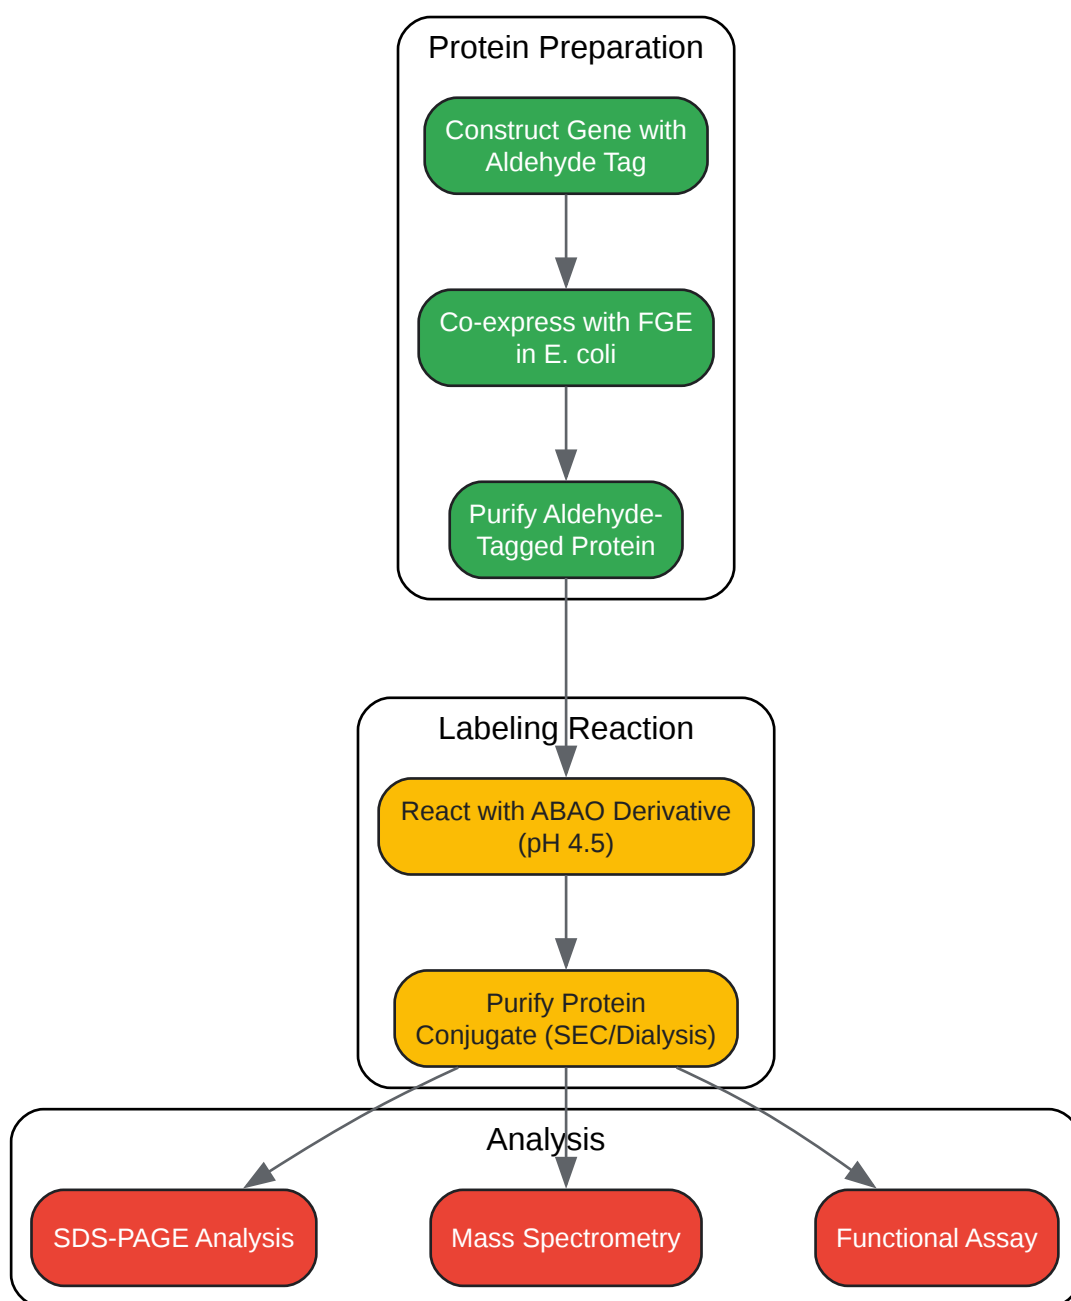 Protein Preparation
Construct Gene with
Aldehyde Tag
Co-express with FGE
in E. coli
Purify Aldehyde-
Tagged Protein
Labeling Reaction
React with ABAO Derivative
(pH 4.5)
Purify Protein
Conjugate (SEC/Dialysis)
Analysis
SDS-PAGE Analysis
Mass Spectrometry
Functional Assay